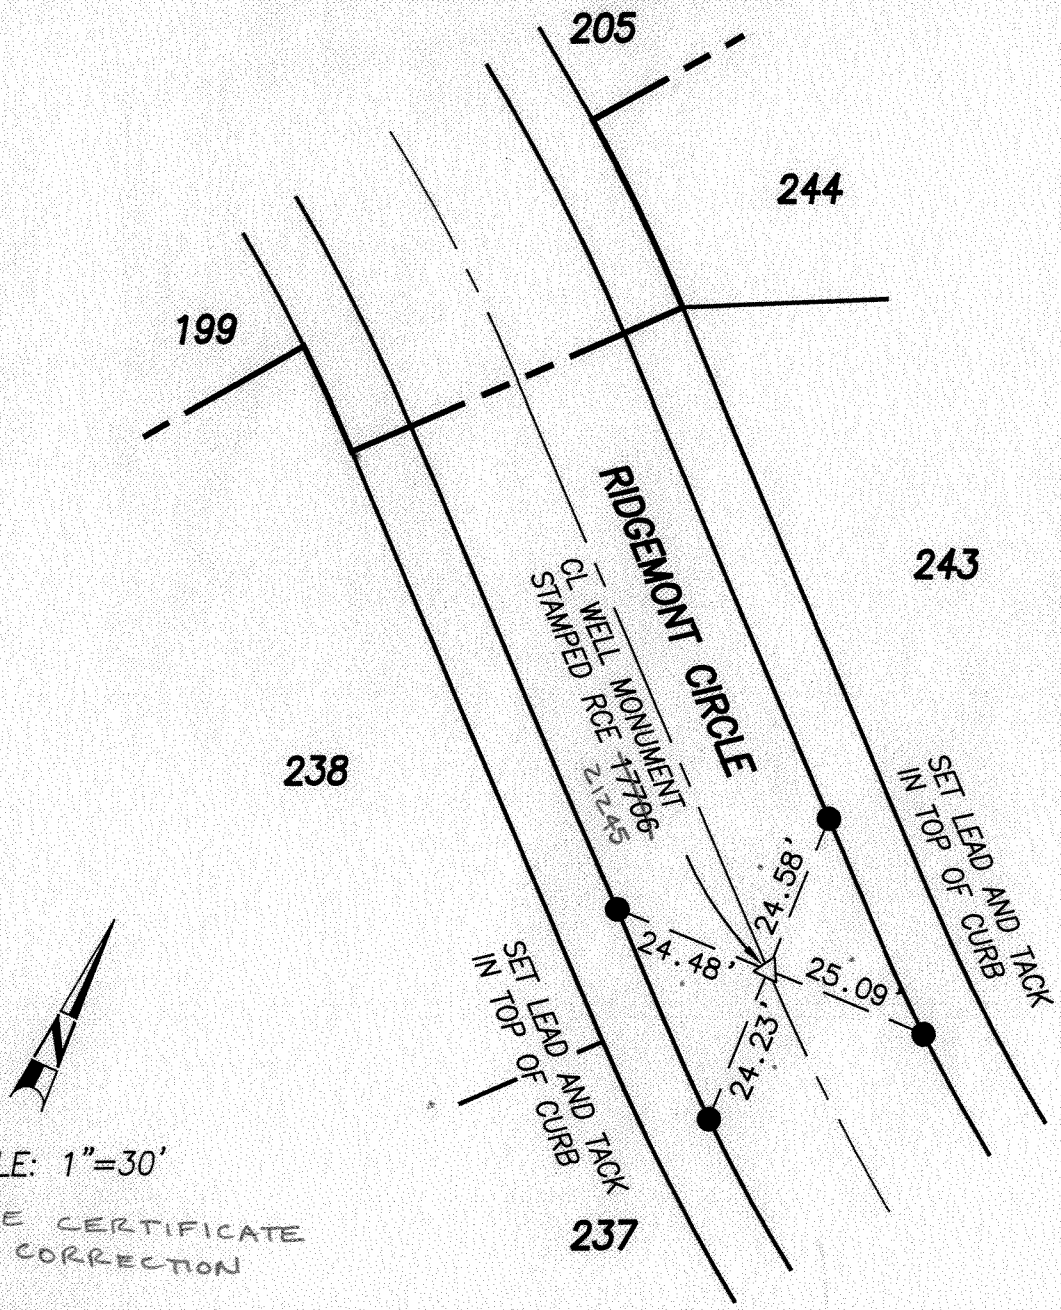 205
244
199
RIDGEMONT CIRCLE
CL WELL MONUMENT
STAMPED RCE 17706
21245
243
238
SET LEAD AND TACK
IN TOP OF CURB
24.58'
24.48'
25.09'
24.23'
SET LEAD AND TACK
IN TOP OF CURB
LE: 1"=30'
E CERTIFICATE
CORRECTION
237